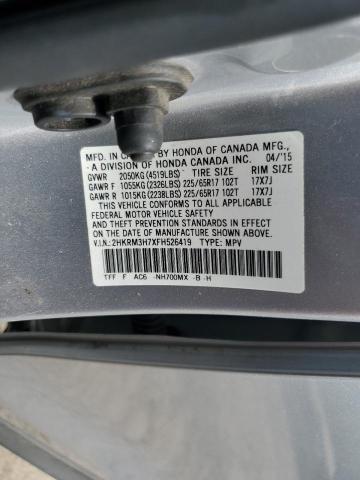 MFD. IN CANADA BY HONDA OF CANADA MFG.,
- A DIVISION OF HONDA CANADA INC. 04/'15
GVWR 2050KG (4519LBS) TIRE SIZE RIM SIZE
GAWR F 1055KG (2326LBS) 225/65R17 102T 17X7J
GAWR R 1015KG (2238LBS) 225/65R17 102T 17X7J
THIS VEHICLE CONFORMS TO ALL APPLICABLE
FEDERAL MOTOR VEHICLE SAFETY
AND THEFT PREVENTION STANDARDS IN EFFECT ON THE
DATE OF MANUFACTURE SHOWN ABOVE.
V.I.N.: 2HKRM3H7XFH526419 TYPE: MPV
TFF F AC6 -NH700MX -B -H